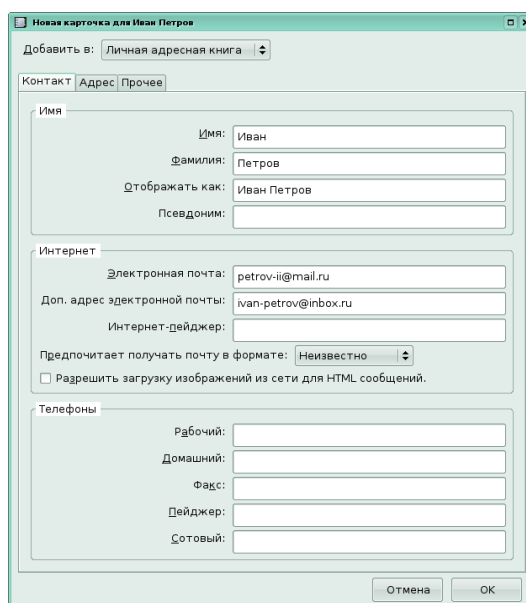 Новая карточка для Иван Петров
Добавить в: Личная адресная книга
Контакт Адрес Прочее
Имя
Имя: Иван
Фамилия: Петров
Отображать как: Иван Петров
Псевдоним:
Интернет
Электронная почта: petrov-ii@mail.ru
Доп. адрес электронной почты: ivan-petrov@inbox.ru
Интернет-пейджер:
Предпочитает получать почту в формате: Неизвестно
Разрешить загрузку изображений из сети для HTML сообщений.
Телефоны
Рабочий:
Домашний:
Факс:
Пейджер:
Сотовый:
Отмена OK